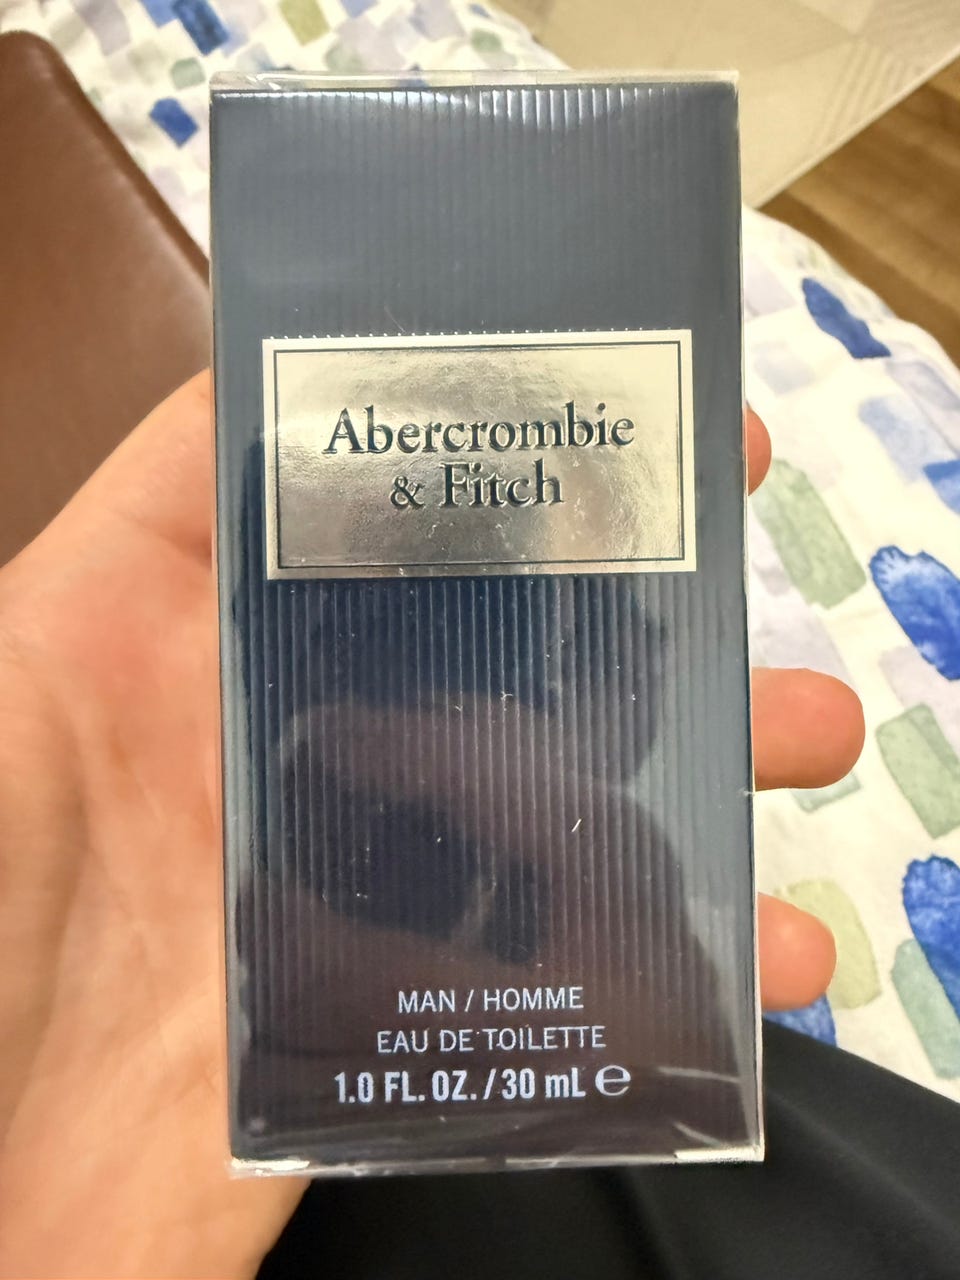 Abercrombie
& Fitch
MAN / HOMME
EAU DE TOILETTE
1.0 FL. OZ. / 30 mL ℮